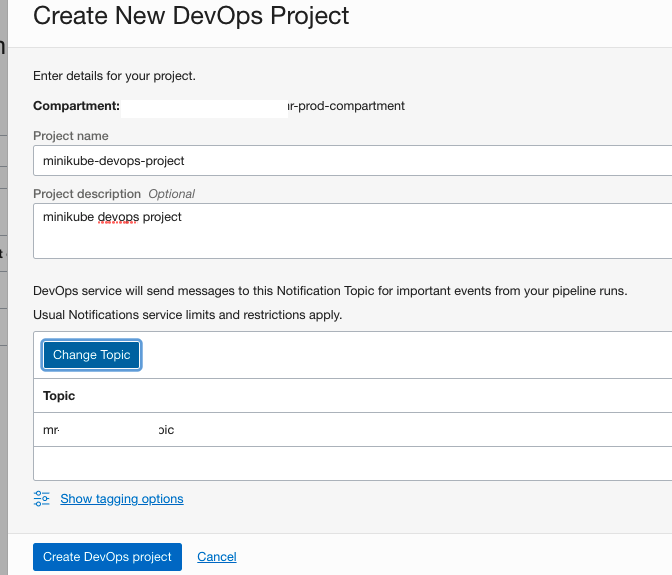 Create New DevOps Project
Enter details for your project.
Compartment: r-prod-compartment
Project name
minikube-devops-project
Project description Optional
minikube devops project
DevOps service will send messages to this Notification Topic for important events from your pipeline runs.
Usual Notifications service limits and restrictions apply.
Change Topic
Topic
mr- pic
Show tagging options
Create DevOps project Cancel